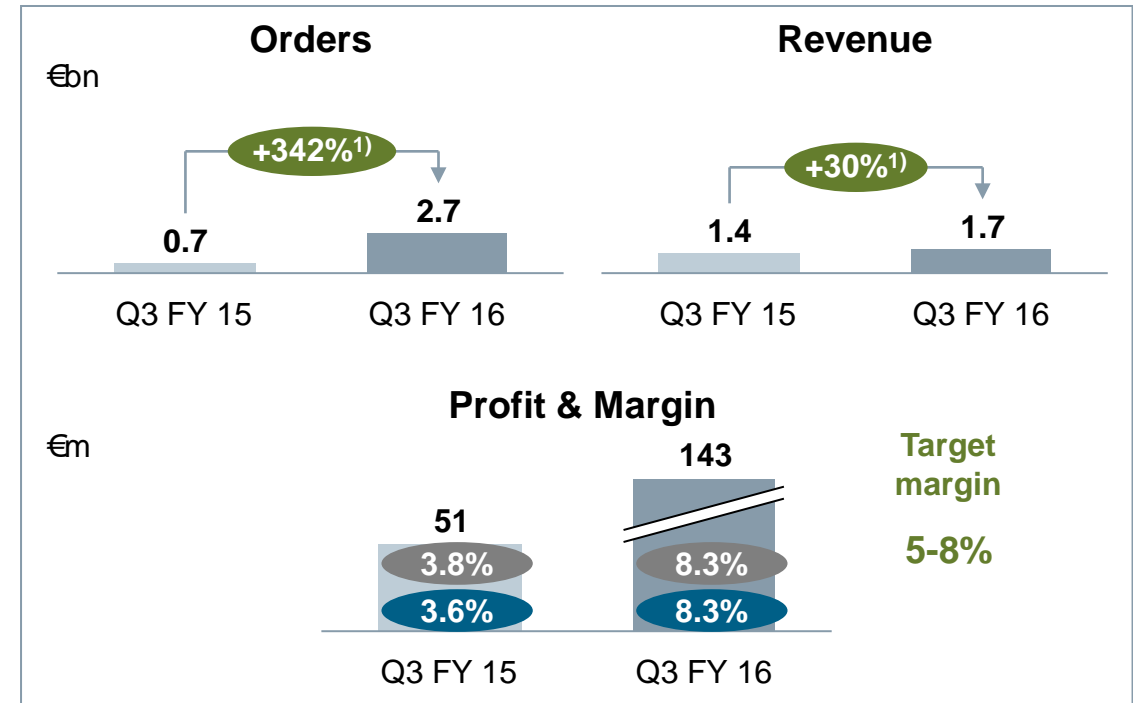 Orders
€bn
+342%1)
0.7
2.7
Q3 FY 15
Q3 FY 16
Revenue
+30%1)
1.4
1.7
Q3 FY 15
Q3 FY 16
Profit & Margin
€m
51
143
3.8%
8.3%
3.6%
8.3%
Q3 FY 15
Q3 FY 16
Target
margin
5-8%